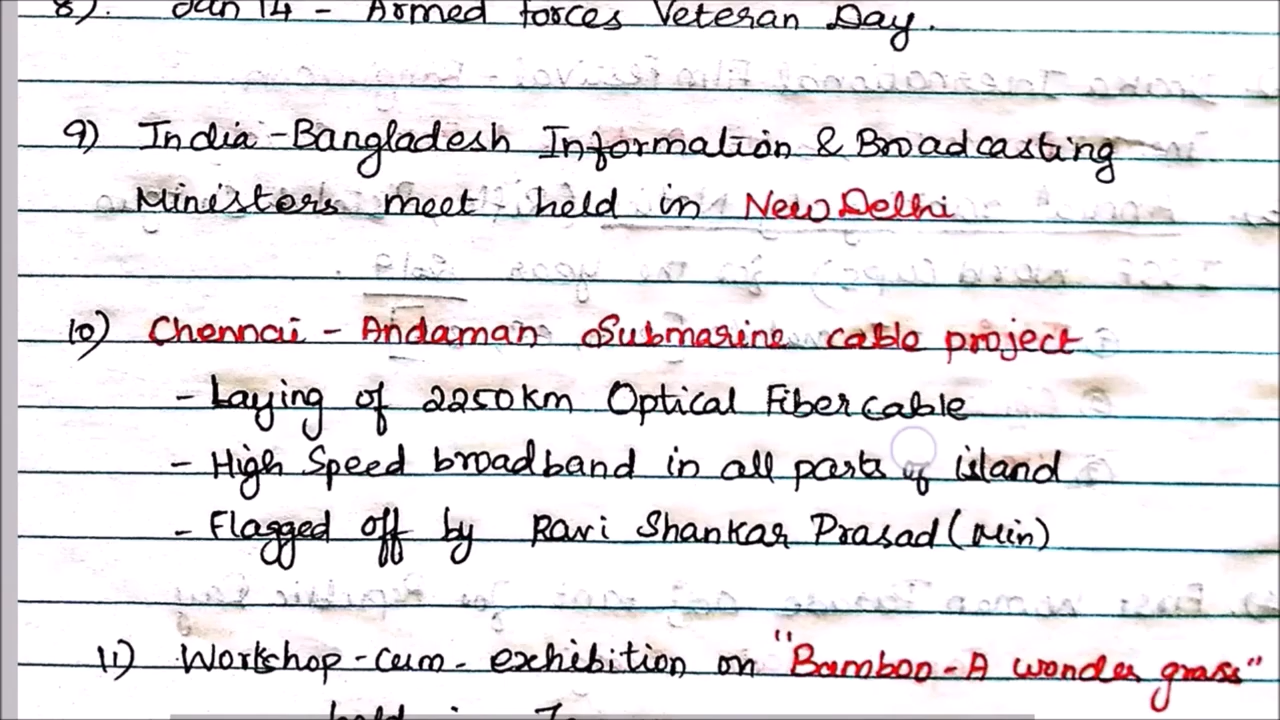 8). Jan 14 - Armed forces Veteran Day.
9) India - Bangladesh Information & Broadcasting
Ministers meet held in New Delhi
10) Chennai - Andaman Submarine cable project
- Laying of 2250km Optical Fiber cable
- High Speed broadband in all parts of island
- Flagged off by Ravi Shankar Prasad (Min)
11) Workshop - cum - exhibition on "Bamboo - A wonder grass"
held in